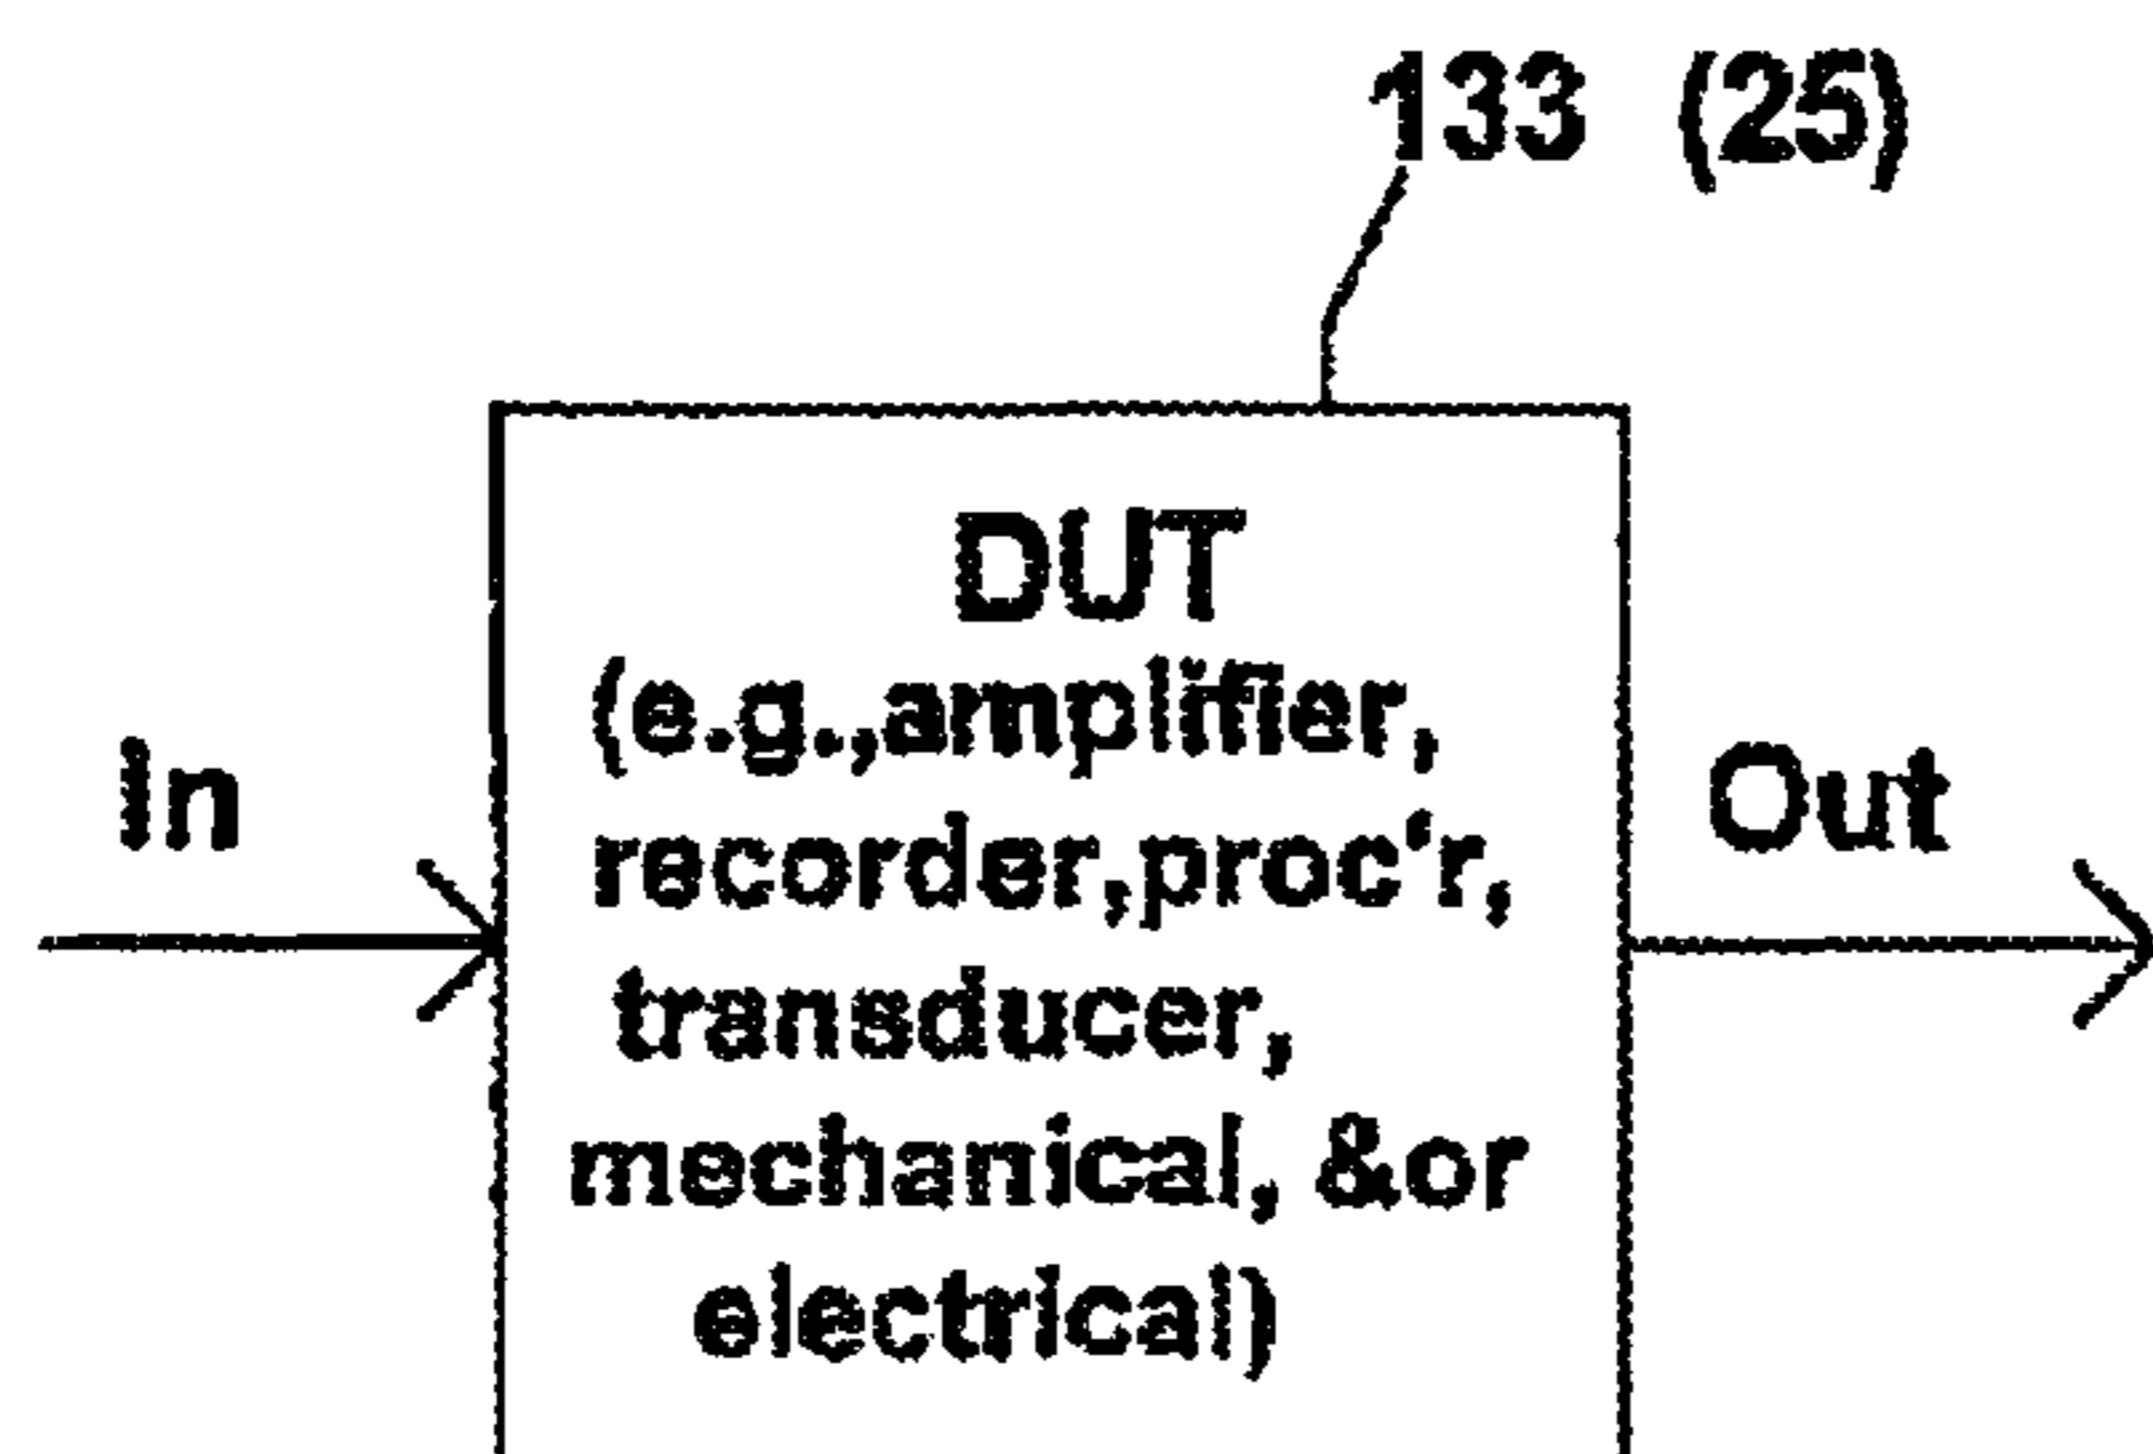 133 (25)
DUT
(e.g.,amplifier,
In
Out
recorder,proc'r,
transducer,
mechanical, &or
electrical)